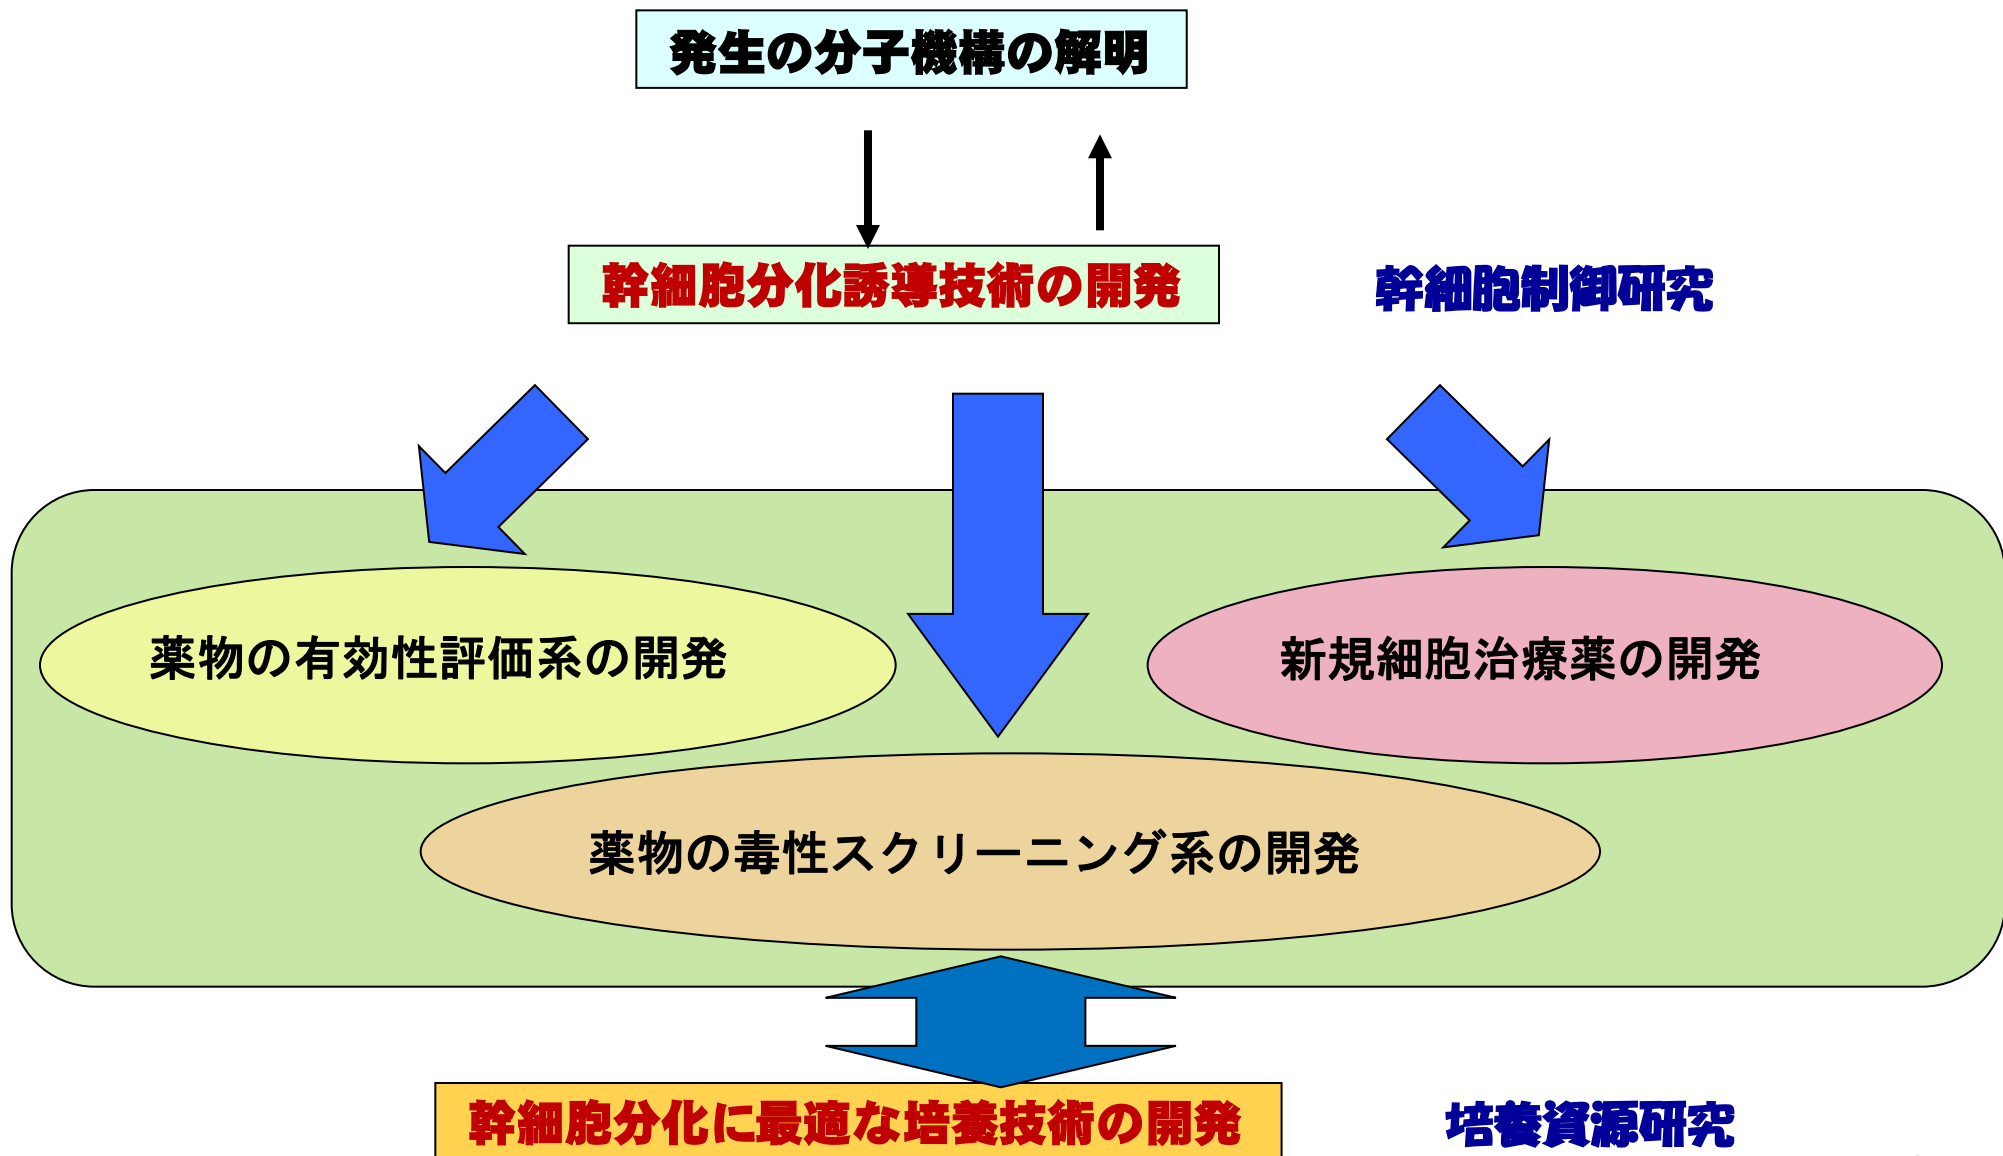 発生の分子機構の解明
幹細胞分化誘導技術の開発
幹細胞制御研究
薬物の有効性評価系の開発
新規細胞治療薬の開発
薬物の毒性スクリーニング系の開発
幹細胞分化に最適な培養技術の開発
培養資源研究